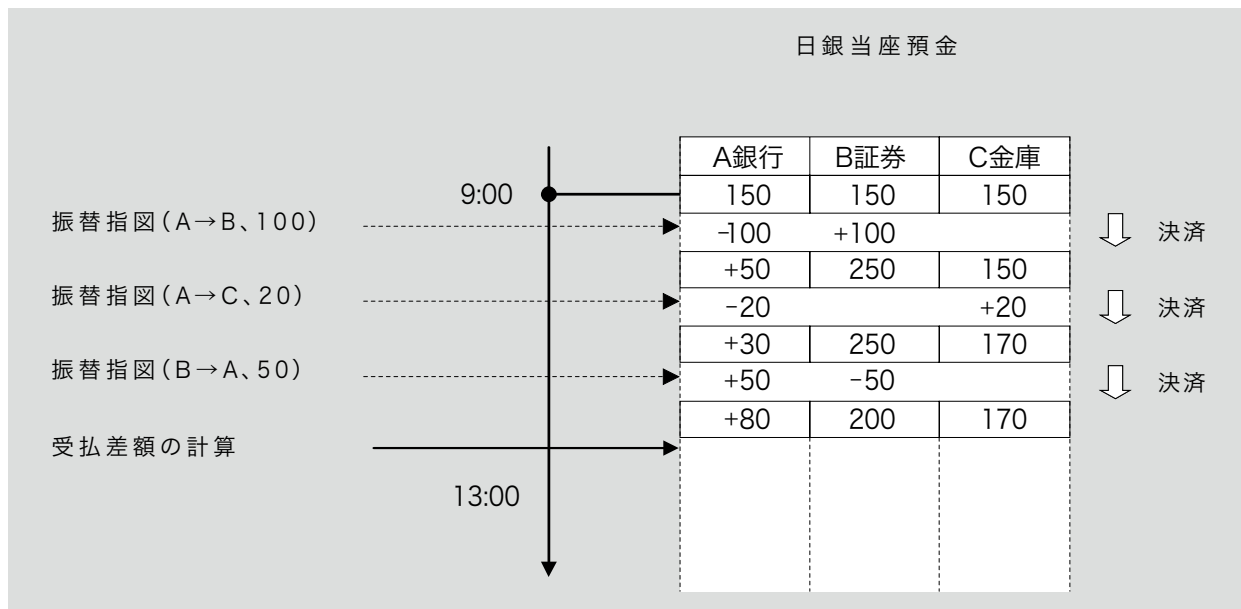 日銀当座預金
A銀行 B証券 C金庫
9:00 150 150 150
振替指図(A→B、100) -100 +100 決済
+50 250 150
振替指図(A→C、20) -20 +20 決済
+30 250 170
振替指図(B→A、50) +50 -50 決済
+80 200 170
受払差額の計算
13:00